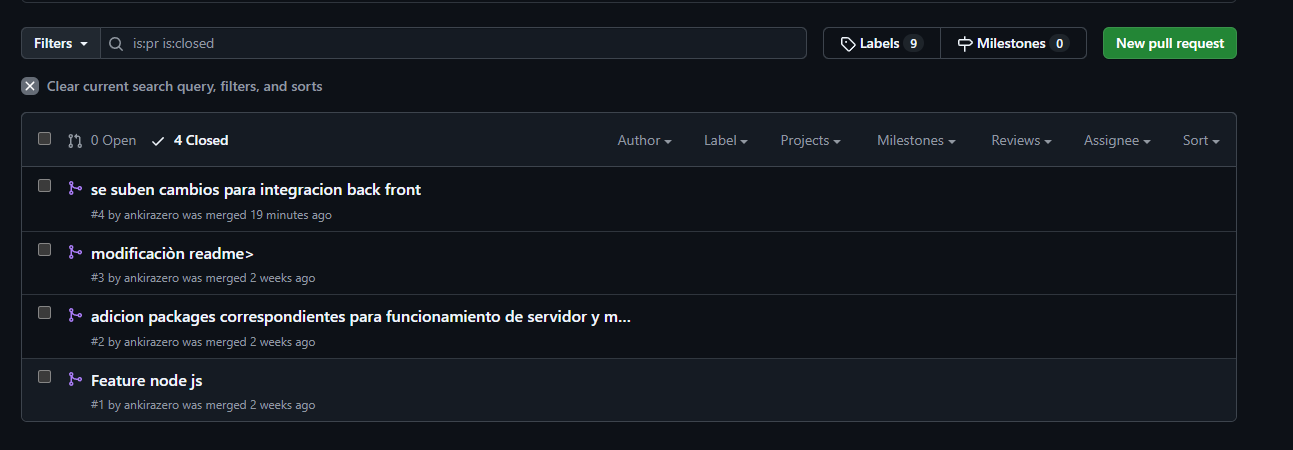 Filters is:pr is:closed Labels 9 Milestones 0 New pull request
Clear current search query, filters, and sorts
0 Open 4 Closed Author Label Projects Milestones Reviews Assignee Sort
se suben cambios para integracion back front
#4 by ankirazero was merged 19 minutes ago
modificaciòn readme>
#3 by ankirazero was merged 2 weeks ago
adicion packages correspondientes para funcionamiento de servidor y m...
#2 by ankirazero was merged 2 weeks ago
Feature node js
#1 by ankirazero was merged 2 weeks ago